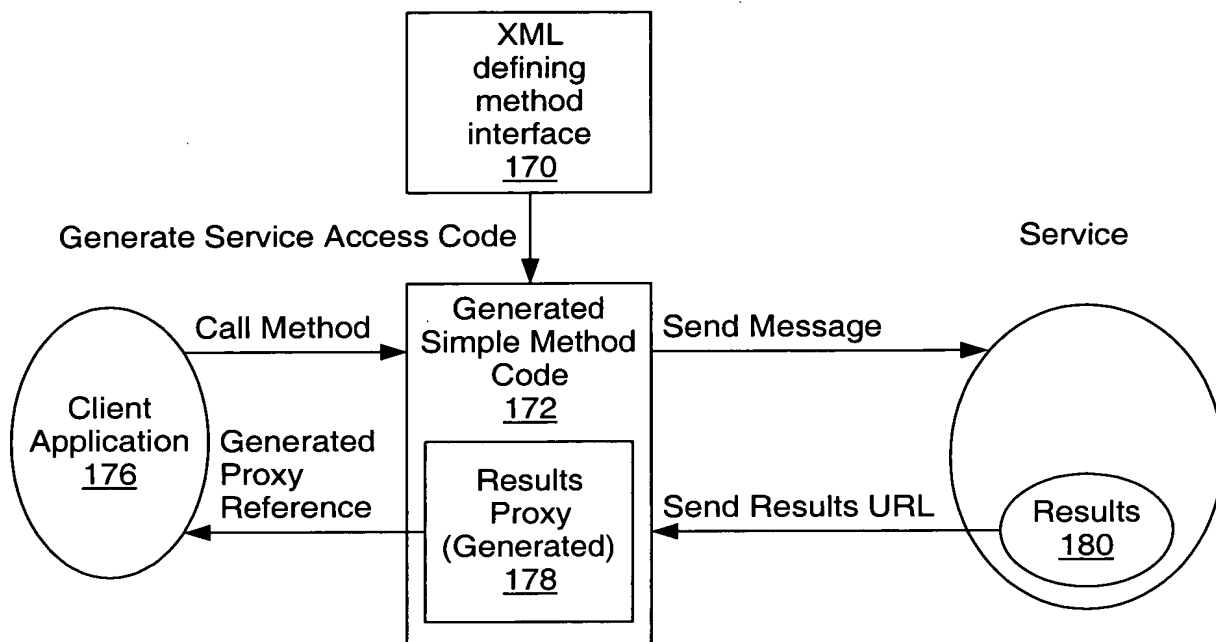 XML
defining
method
interface
170
Generate Service Access Code
Service
Generated
Simple Method
Code
172
Call Method
Send Message
Client
Application
176
Generated
Proxy
Reference
Results
Proxy
(Generated)
178
Send Results URL
Results
180